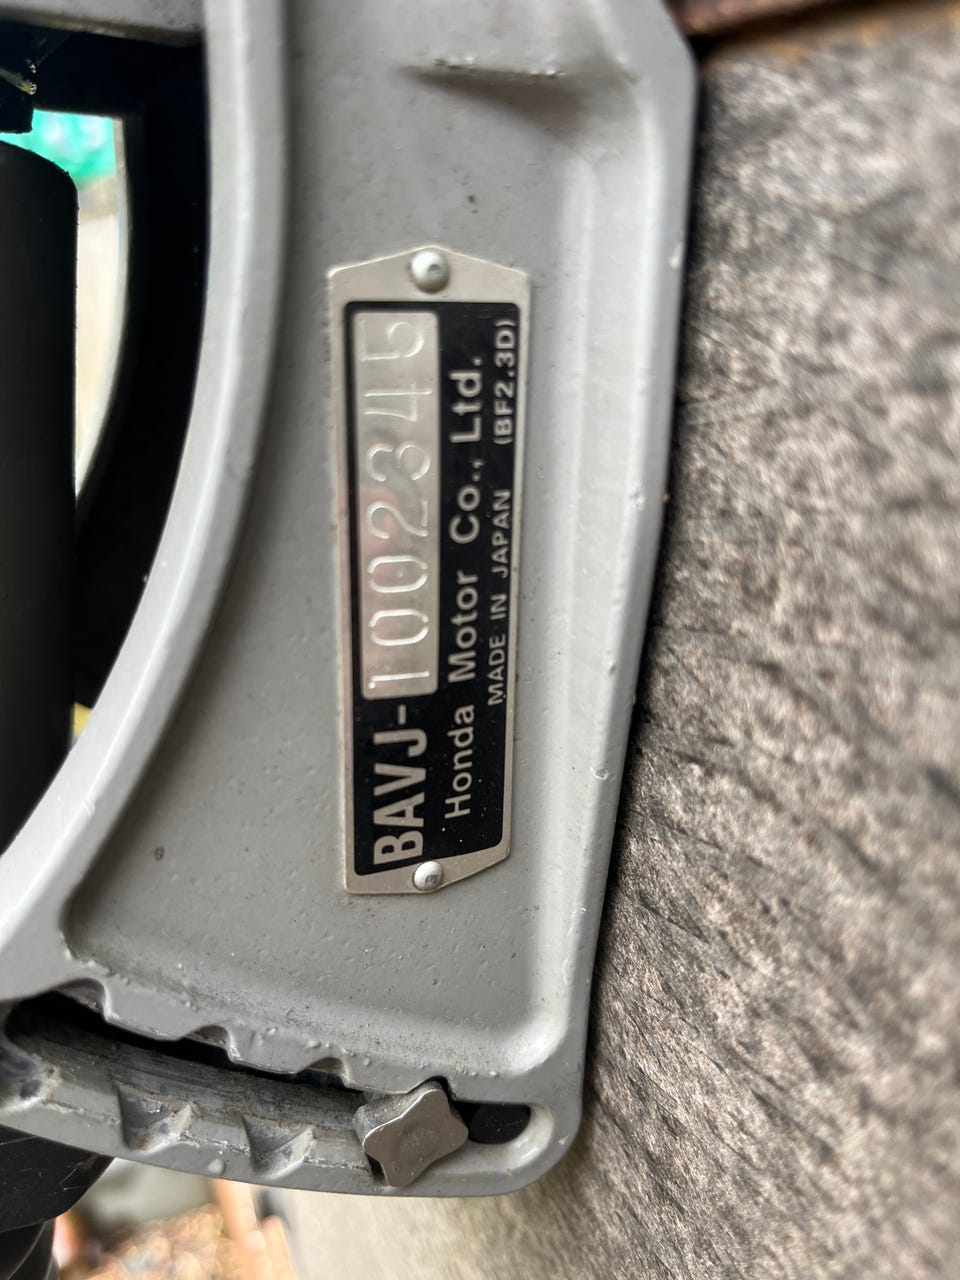 BAVJ-1002345
Honda Motor Co., Ltd.
MADE IN JAPAN (BF2.3D)